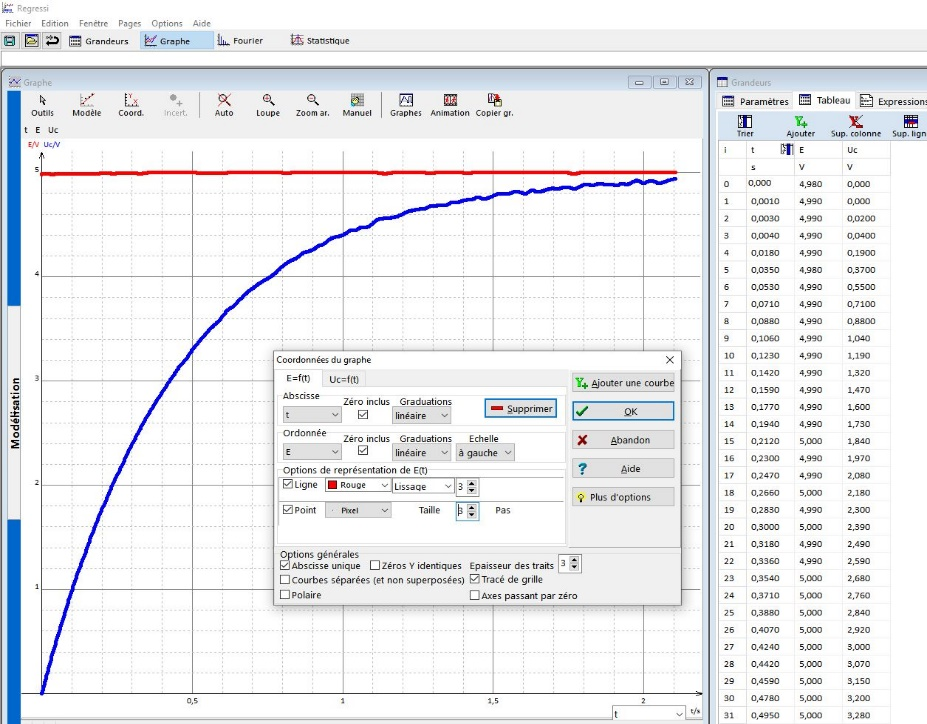 Regressi
Fichier Edition Fenêtre Pages Options Aide
Grandeurs Graphe Fourier Statistique
Graphe
Outils Modèle Coord. Incert. Auto Loupe Zoom ar. Manuel Graphes Animation Copier gr.
t E Uc
E/V Uc/V
5
4
3
2
1
0,5 1 1,5 2
t t/s
Modélisation
Coordonnées du graphe
E=f(t) Uc=f(t)
Abscisse
Zéro inclus Graduations
t linéaire Supprimer
Ordonnée
Zéro inclus Graduations Echelle
E linéaire à gauche
Options de représentation de E(t)
Ligne Rouge Lissage 3
Point Pixel Taille 3 Pas
Options générales
Abscisse unique Zéros Y identiques Epaisseur des traits 3
Courbes séparées (et non superposées) Tracé de grille
Polaire Axes passant par zéro
Ajouter une courbe
OK
Abandon
Aide
Plus d'options
Grandeurs
Paramètres Tableau Expressions
Trier Ajouter Sup. colonne Sup. lign
i t E Uc
s V V
0 0,000 4,980 0,000
1 0,0010 4,990 0,000
2 0,0030 4,990 0,0200
3 0,0040 4,990 0,0400
4 0,0180 4,990 0,1900
5 0,0350 4,980 0,3700
6 0,0530 4,990 0,5500
7 0,0710 4,990 0,7100
8 0,0880 4,990 0,8800
9 0,1060 4,990 1,040
10 0,1230 4,990 1,190
11 0,1420 4,990 1,320
12 0,1590 4,990 1,470
13 0,1770 4,990 1,600
14 0,1940 4,990 1,730
15 0,2120 5,000 1,840
16 0,2300 4,990 1,970
17 0,2470 4,990 2,080
18 0,2660 5,000 2,180
19 0,2830 4,990 2,300
20 0,3000 5,000 2,390
21 0,3180 4,990 2,490
22 0,3360 4,990 2,590
23 0,3540 5,000 2,680
24 0,3710 5,000 2,760
25 0,3880 5,000 2,840
26 0,4070 5,000 2,920
27 0,4240 5,000 3,000
28 0,4420 5,000 3,070
29 0,4590 5,000 3,150
30 0,4780 5,000 3,200
31 0,4950 5,000 3,280